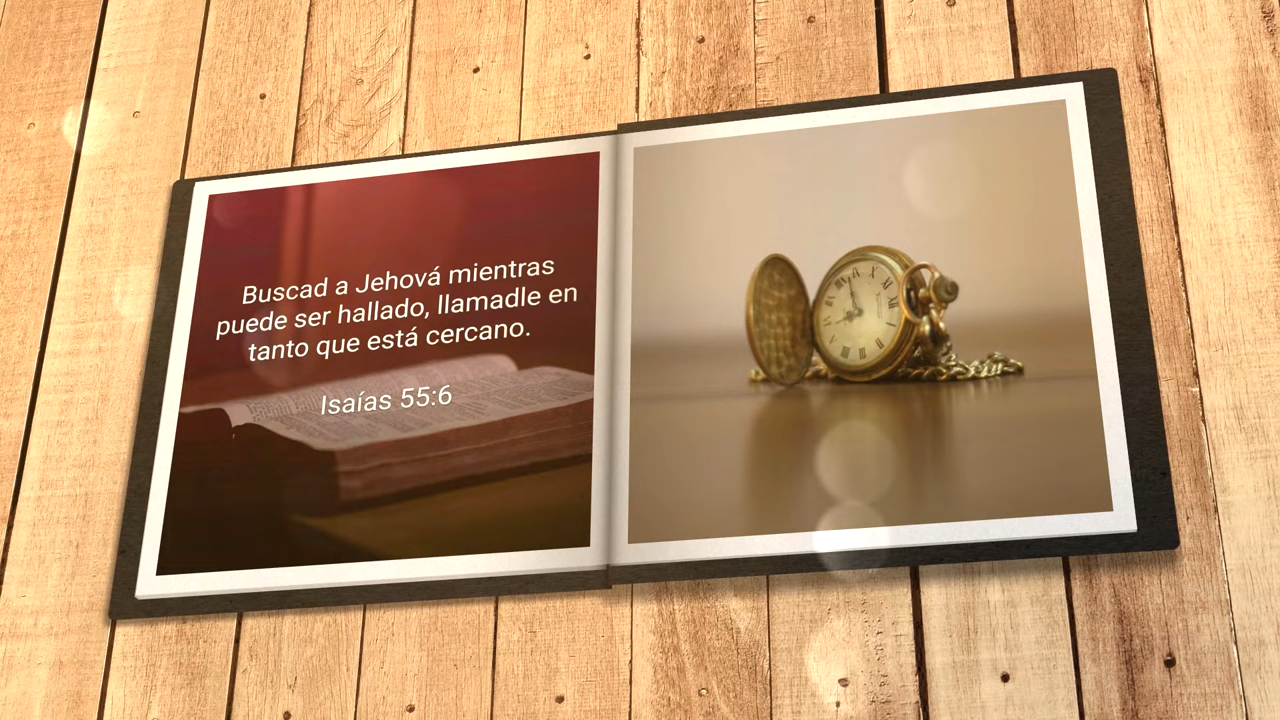 Buscad a Jehová mientras
puede ser hallado, llamadle en
tanto que está cercano.
Isaías 55:6